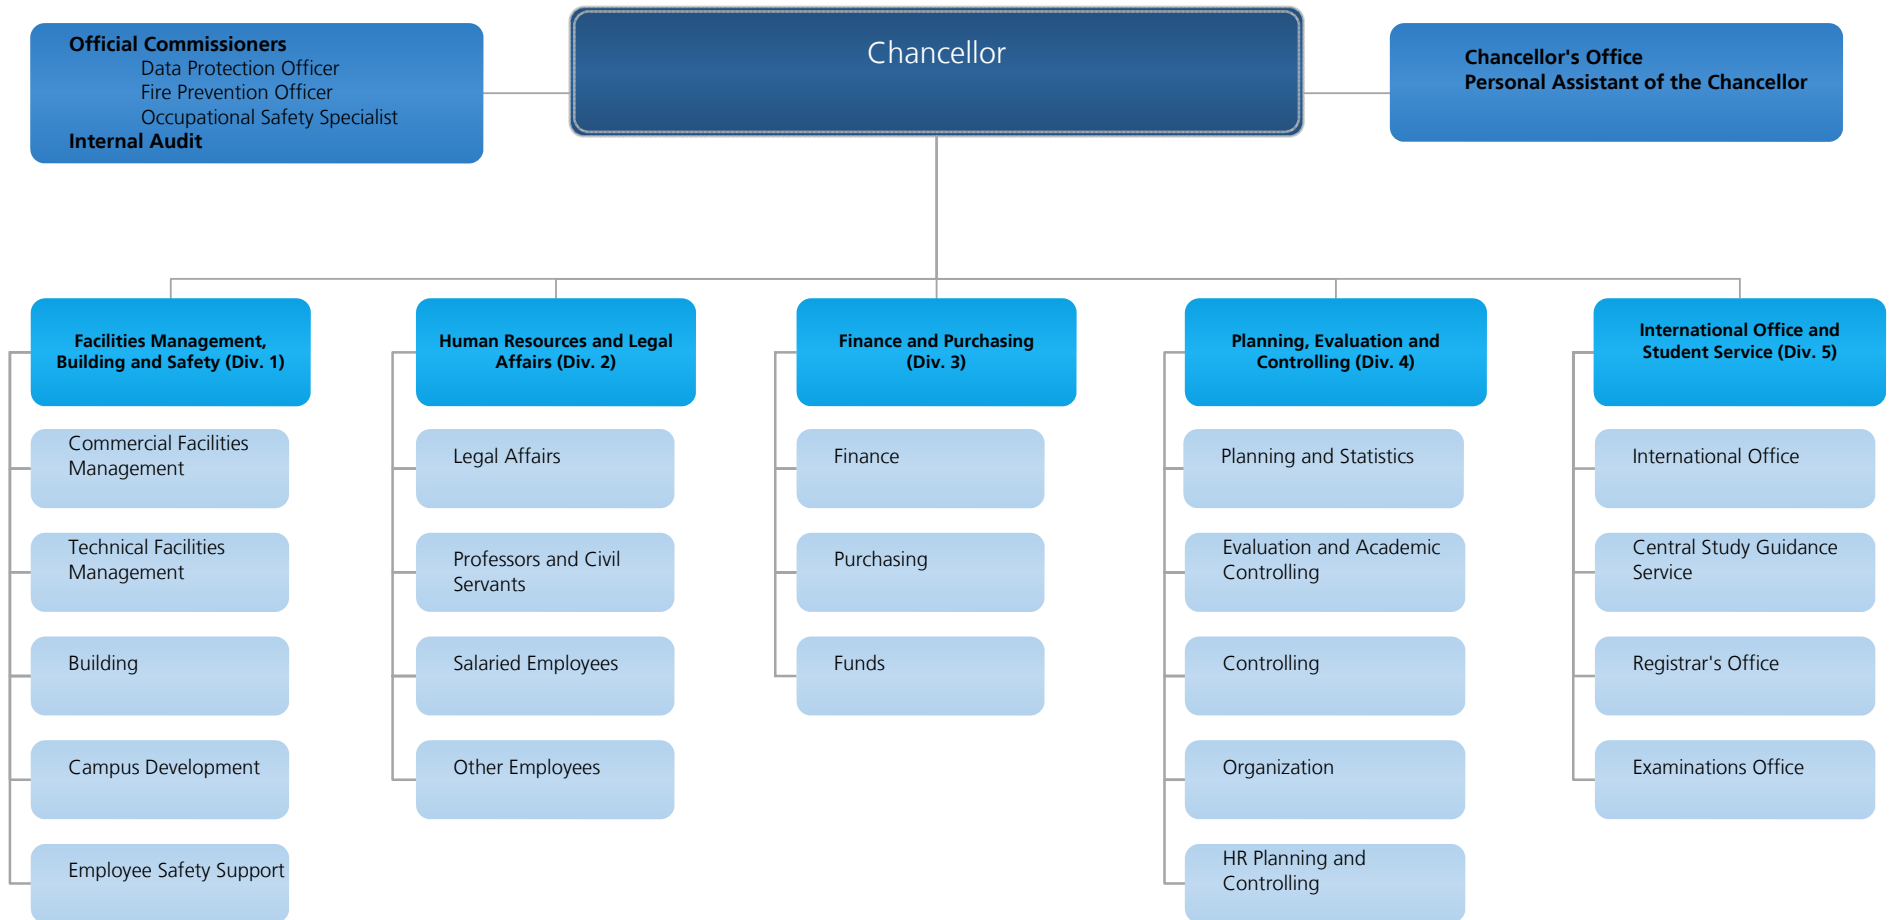 Official Commissioners
Data Protection Officer
Fire Prevention Officer
Occupational Safety Specialist
Internal Audit
Chancellor
Chancellor's Office
Personal Assistant of the Chancellor
Facilities Management,
Building and Safety (Div. 1)
Commercial Facilities
Management
Technical Facilities
Management
Building
Campus Development
Employee Safety Support
Human Resources and Legal
Affairs (Div. 2)
Legal Affairs
Professors and Civil
Servants
Salaried Employees
Other Employees
Finance and Purchasing
(Div. 3)
Finance
Purchasing
Funds
Planning, Evaluation and
Controlling (Div. 4)
Planning and Statistics
Evaluation and Academic
Controlling
Controlling
Organization
HR Planning and
Controlling
International Office and
Student Service (Div. 5)
International Office
Central Study Guidance
Service
Registrar's Office
Examinations Office